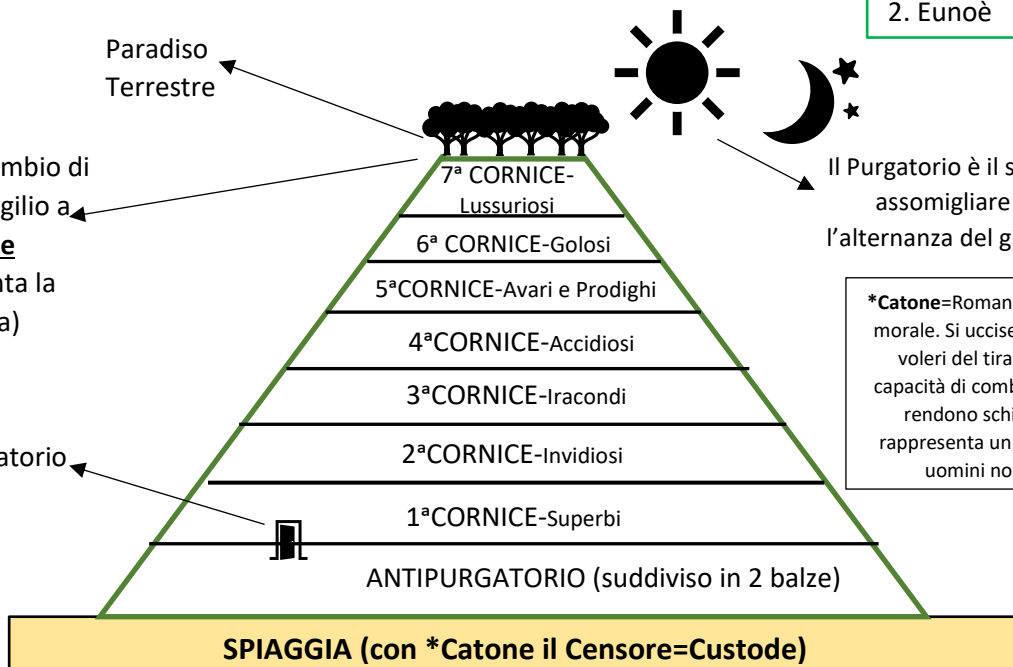 2. Eunoè
Paradiso
Terrestre
mbio di
gilio a
e
ta la
a)
Il Purgatorio è il s
assomigliare
l'alternanza del g
7ª CORNICE-
Lussuriosi
6ª CORNICE-Golosi
5ªCORNICE-Avari e Prodighi
4ªCORNICE-Accidiosi
3ªCORNICE-Iracondi
2ªCORNICE-Invidiosi
1ªCORNICE-Superbi
ANTIPURGATORIO (suddiviso in 2 balze)
*Catone=Roman
morale. Si uccise
voleri del tira
capacità di comb
rendono schi
rappresenta un
uomini no
atorio
SPIAGGIA (con *Catone il Censore=Custode)